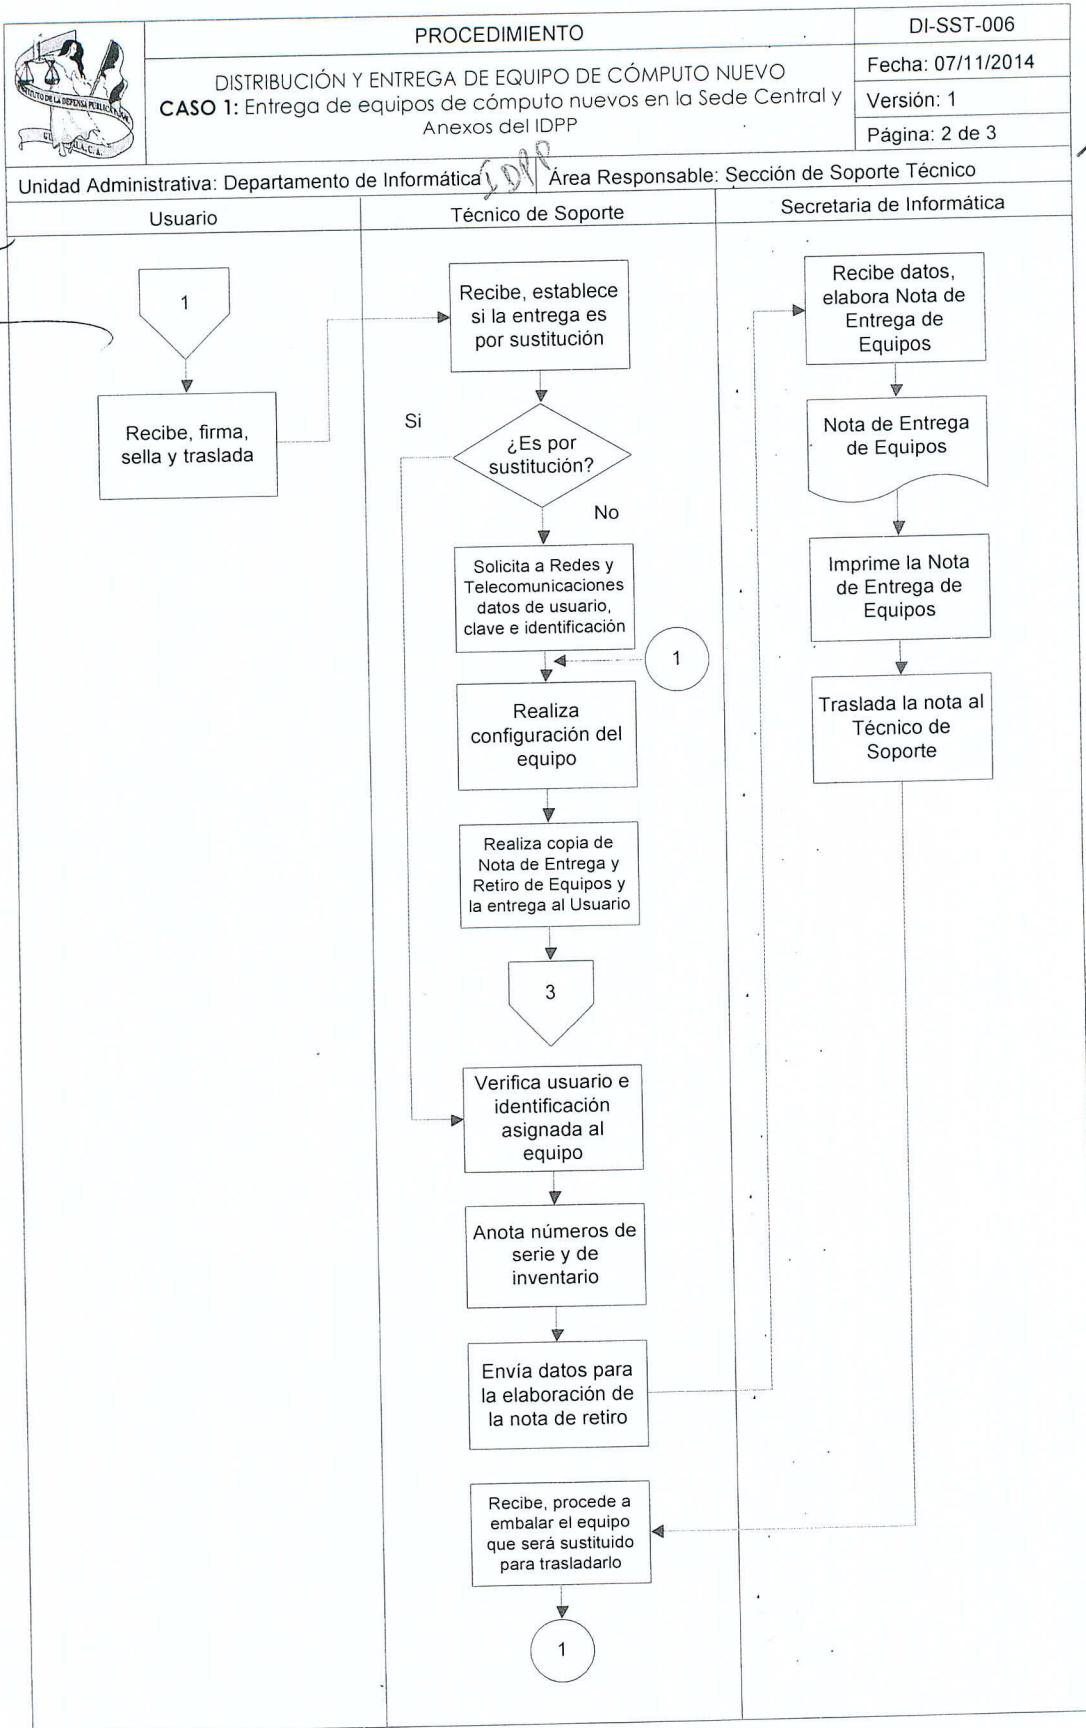 PROCEDIMIENTO
DI-SST-006
DISTRIBUCIÓN Y ENTREGA DE EQUIPO DE CÓMPUTO NUEVO
CASO 1: Entrega de equipos de cómputo nuevos en la Sede Central y
Anexos del IDPP
Fecha: 07/11/2014
Versión: 1
Página: 2 de 3
INSTITUTO DE LA DEFENSA PÚBLICA PENAL
GUATEMALA, C. A.
Unidad Administrativa: Departamento de Informática
IDPP
Área Responsable: Sección de Soporte Técnico
Usuario
Técnico de Soporte
Secretaria de Informática
1
Recibe, firma,
sella y traslada
Recibe, establece
si la entrega es
por sustitución
Si
¿Es por
sustitución?
No
Solicita a Redes y
Telecomunicaciones
datos de usuario,
clave e identificación
1
Realiza
configuración del
equipo
Realiza copia de
Nota de Entrega y
Retiro de Equipos y
la entrega al Usuario
3
Verifica usuario e
identificación
asignada al
equipo
Anota números de
serie y de
inventario
Envía datos para
la elaboración de
la nota de retiro
Recibe datos,
elabora Nota de
Entrega de
Equipos
Nota de Entrega
de Equipos
Imprime la Nota
de Entrega de
Equipos
Traslada la nota al
Técnico de
Soporte
Recibe, procede a
embalar el equipo
que será sustituido
para trasladarlo
1